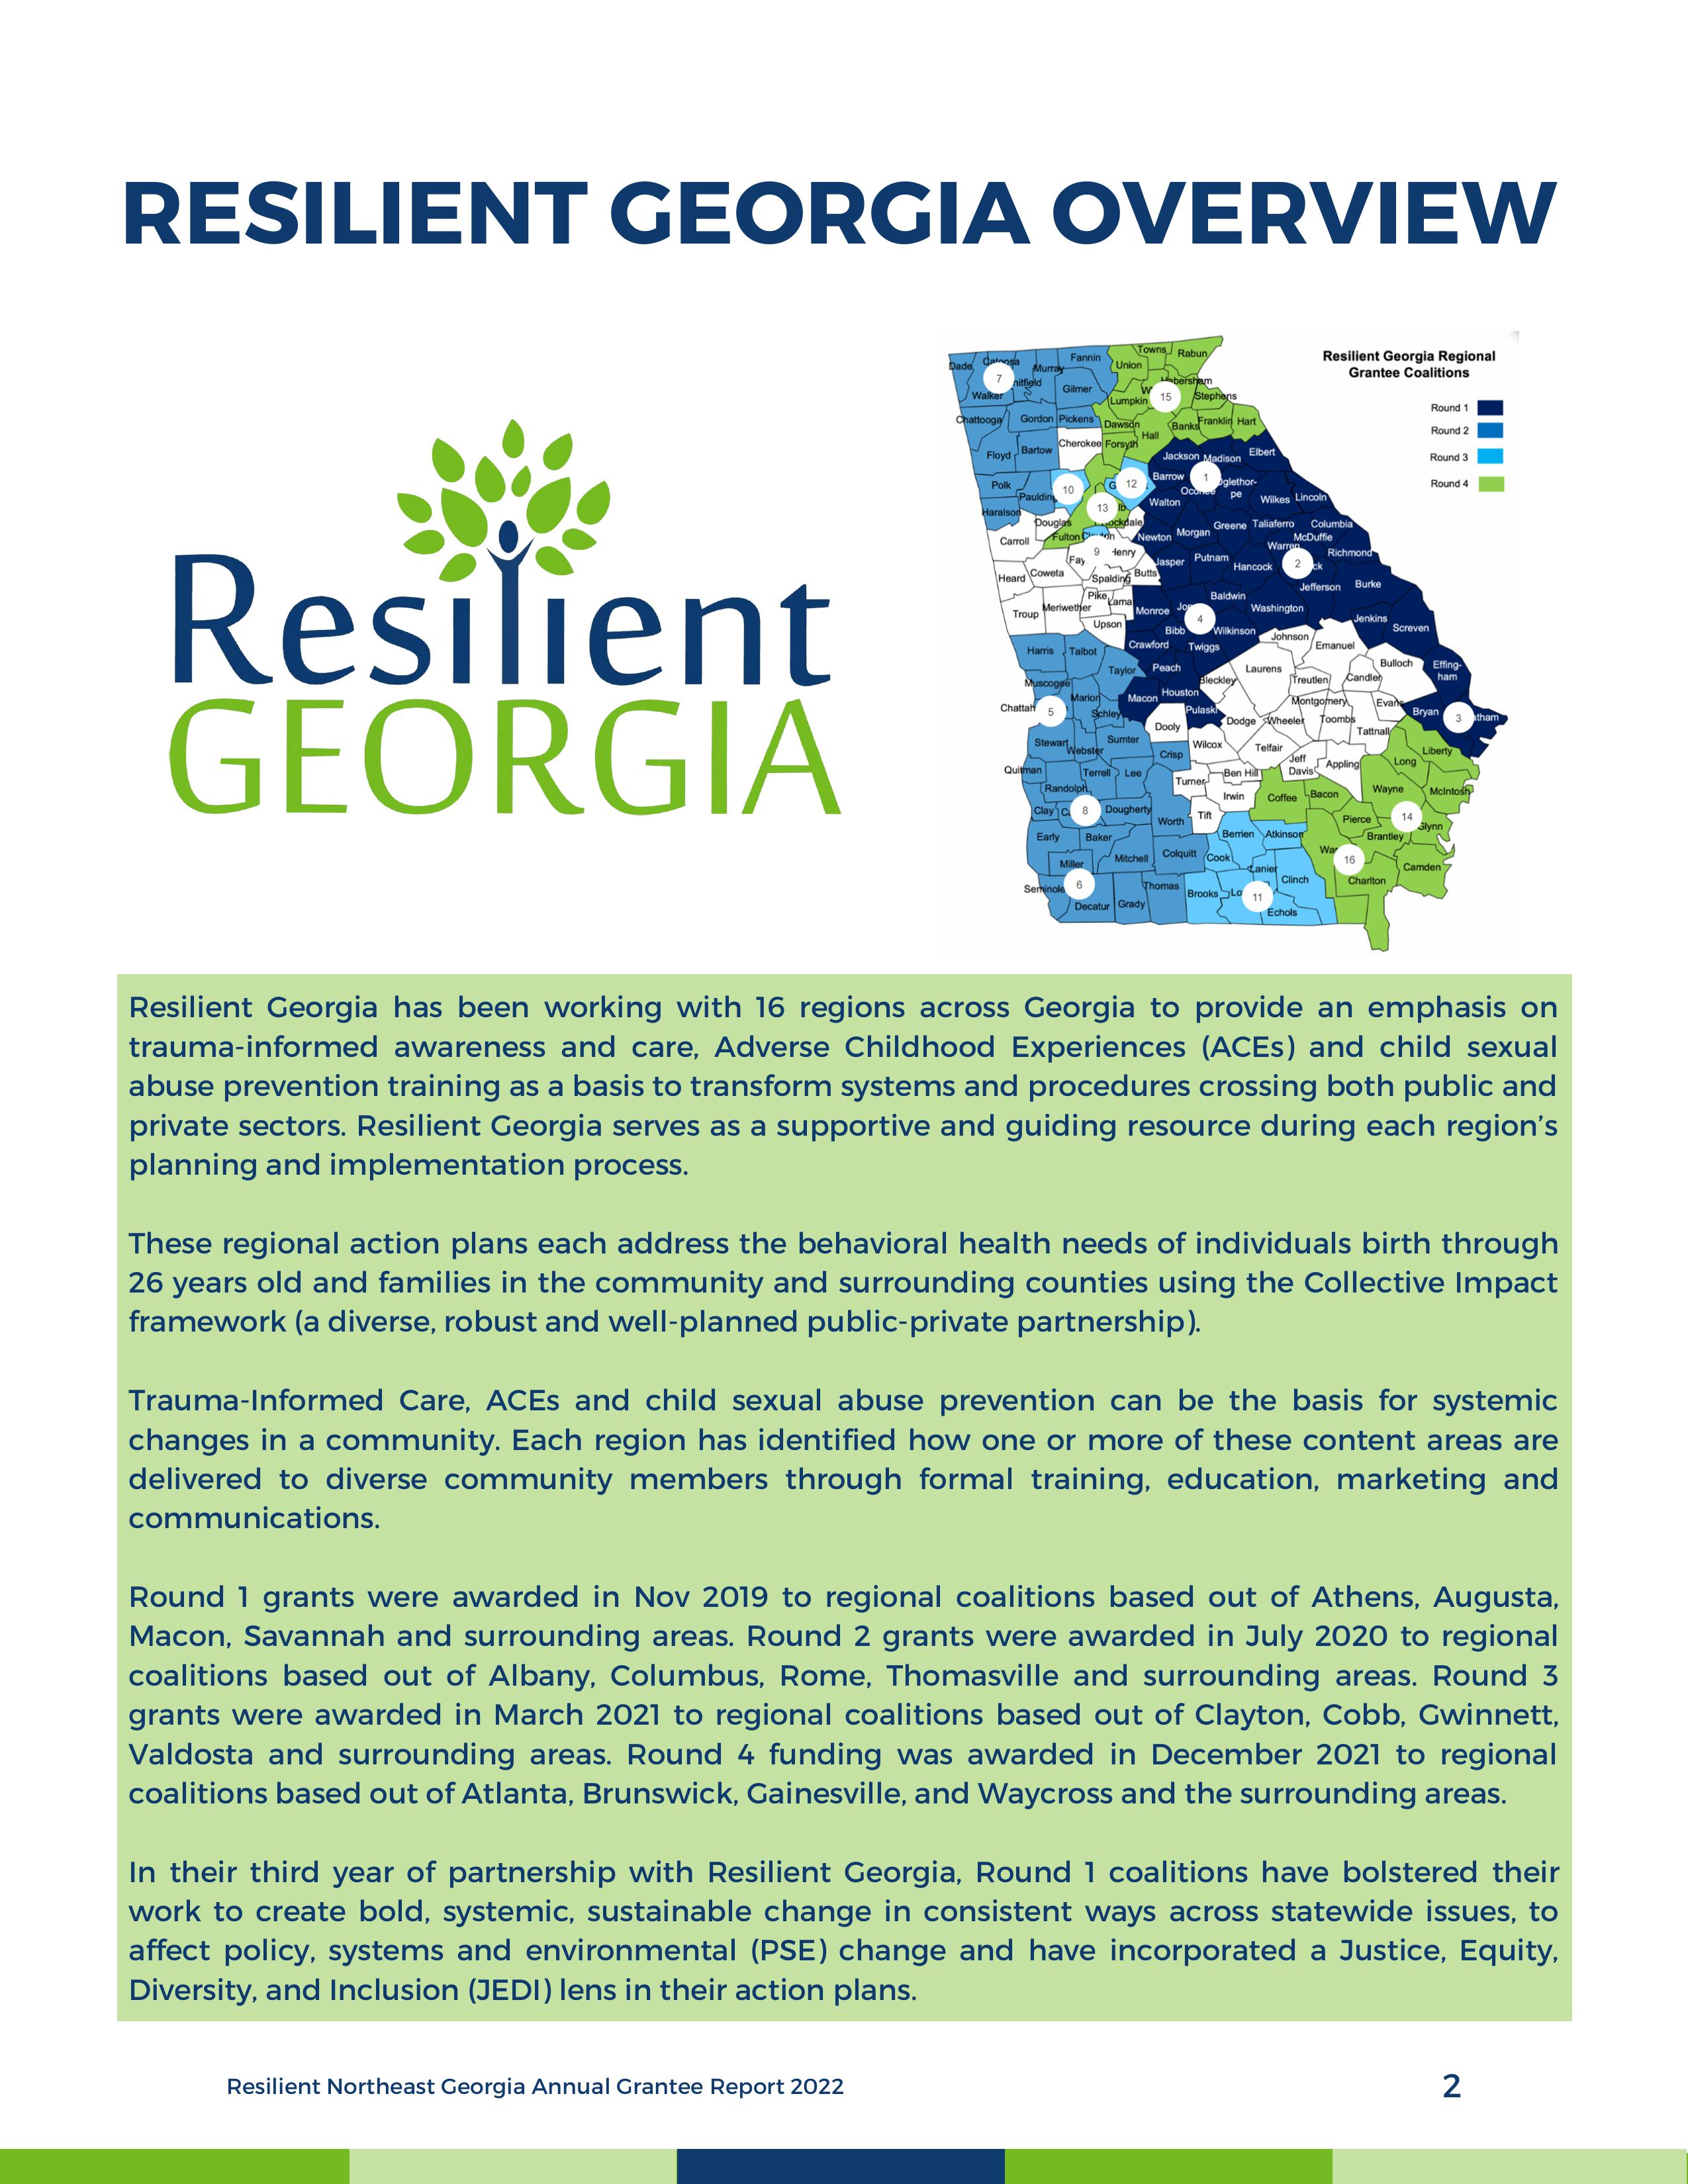 RESILIENT GEORGIA OVERVIEW
Resilient
GEORGIA
Resilient Georgia Regional
Grantee Coalitions
Round 1
Round 2
Round 3
Round 4
Towns
Rabun
Fannin
Union
Dade
Catoosa
Murray
7
Gilmer
Habersham
Walker
Lumpkin
15
Stephens
Chattooga
Gordon
Pickens
Dawson
Banks
Franklin
Hart
Cherokee
Forsyth
Hall
Floyd
Bartow
Jackson
Madison
Elbert
Polk
Paulding
10
12
Barrow
1
Oglethor-
pe
Oconee
Haralson
13
Walton
Wilkes
Lincoln
Douglas
Rockdale
Carroll
Fulton
Clayton
Newton
Morgan
Greene
Taliaferro
Columbia
McDuffie
9
Henry
Warren
Richmond
Heard
Coweta
Spalding
Butts
Jasper
Putnam
Hancock
2
Jefferson
Burke
Troup
Meriwether
Pike
Lama
Monroe
Baldwin
Washington
Upson
4
Jenkins
Bibb
Wilkinson
Screven
Johnson
Emanuel
Harris
Talbot
Crawford
Twiggs
Taylor
Peach
Laurens
Bulloch
Effing-
ham
Muscogee
Bleckley
Treutlen
Candler
Marion
Macon
Houston
Chattah
5
Schley
Pulaski
Montgomery
Evans
Bryan
3
Dooly
Dodge
Wheeler
Toombs
Tattnall
Stewart
Webster
Sumter
Crisp
Wilcox
Telfair
Jeff
Davis
Appling
Long
Liberty
Quitman
Terrell
Lee
Turner
Ben Hill
Randolph
Irwin
Coffee
Bacon
Wayne
McIntosh
Clay
8
Dougherty
Worth
Tift
Pierce
14
Glynn
Early
Baker
Berrien
Atkinson
Brantley
Miller
Mitchell
Colquitt
Cook
Lanier
16
Camden
Seminole
6
Thomas
Brooks
11
Clinch
Charlton
Decatur
Grady
Echols
Resilient Georgia has been working with 16 regions across Georgia to provide an emphasis on
trauma-informed awareness and care, Adverse Childhood Experiences (ACEs) and child sexual
abuse prevention training as a basis to transform systems and procedures crossing both public and
private sectors. Resilient Georgia serves as a supportive and guiding resource during each region’s
planning and implementation process.
These regional action plans each address the behavioral health needs of individuals birth through
26 years old and families in the community and surrounding counties using the Collective Impact
framework (a diverse, robust and well-planned public-private partnership).
Trauma-Informed Care, ACEs and child sexual abuse prevention can be the basis for systemic
changes in a community. Each region has identified how one or more of these content areas are
delivered to diverse community members through formal training, education, marketing and
communications.
Round 1 grants were awarded in Nov 2019 to regional coalitions based out of Athens, Augusta,
Macon, Savannah and surrounding areas. Round 2 grants were awarded in July 2020 to regional
coalitions based out of Albany, Columbus, Rome, Thomasville and surrounding areas. Round 3
grants were awarded in March 2021 to regional coalitions based out of Clayton, Cobb, Gwinnett,
Valdosta and surrounding areas. Round 4 funding was awarded in December 2021 to regional
coalitions based out of Atlanta, Brunswick, Gainesville, and Waycross and the surrounding areas.
In their third year of partnership with Resilient Georgia, Round 1 coalitions have bolstered their
work to create bold, systemic, sustainable change in consistent ways across statewide issues, to
affect policy, systems and environmental (PSE) change and have incorporated a Justice, Equity,
Diversity, and Inclusion (JEDI) lens in their action plans.
Resilient Northeast Georgia Annual Grantee Report 2022
2